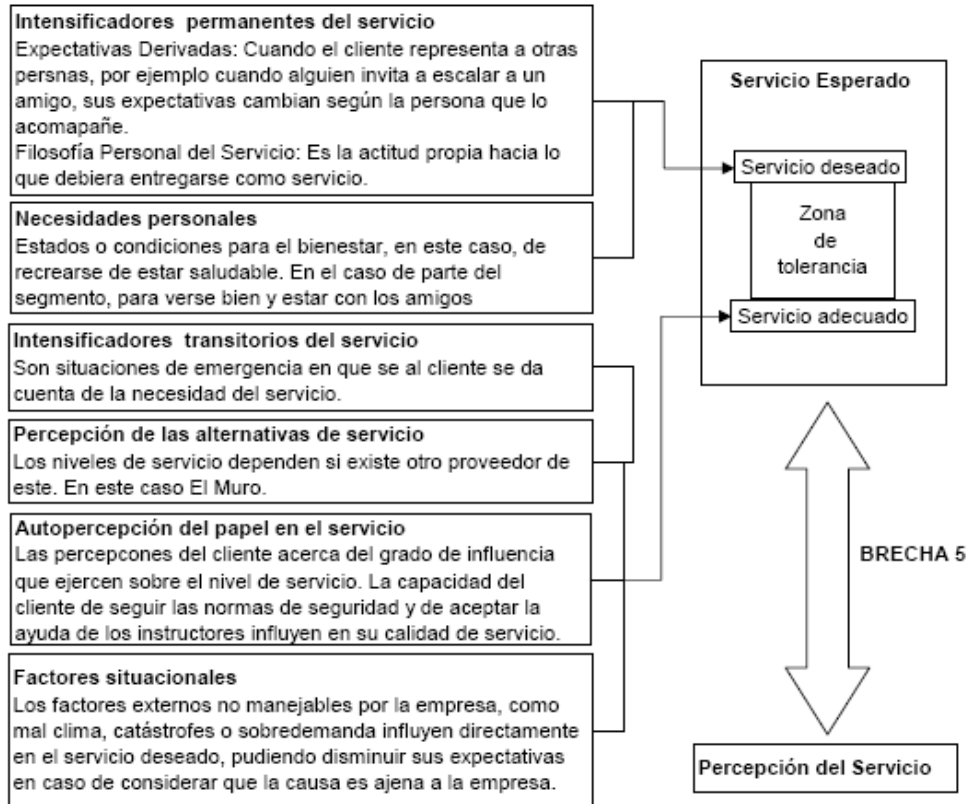 Intensificadores permanentes del servicio
Expectativas Derivadas: Cuando el cliente representa a otras
persnas, por ejemplo cuando alguien invita a escalar a un
amigo, sus expectativas cambian según la persona que lo
acomapañe.
Filosofía Personal del Servicio: Es la actitud propia hacia lo
que debiera entregarse como servicio.
Necesidades personales
Estados o condiciones para el bienestar, en este caso, de
recrearse de estar saludable. En el caso de parte del
segmento, para verse bien y estar con los amigos
Intensificadores transitorios del servicio
Son situaciones de emergencia en que se al cliente se da
cuenta de la necesidad del servicio.
Percepción de las alternativas de servicio
Los niveles de servicio dependen si existe otro proveedor de
este. En este caso El Muro.
Autopercepción del papel en el servicio
Las percepcones del cliente acerca del grado de influencia
que ejercen sobre el nivel de servicio. La capacidad del
cliente de seguir las normas de seguridad y de aceptar la
ayuda de los instructores influyen en su calidad de servicio.
Factores situacionales
Los factores externos no manejables por la empresa, como
mal clima, catástrofes o sobredemanda influyen directamente
en el servicio deseado, pudiendo disminuir sus expectativas
en caso de considerar que la causa es ajena a la empresa.
Servicio Esperado
Servicio deseado
Zona
de
tolerancia
Servicio adecuado
BRECHA 5
Percepción del Servicio